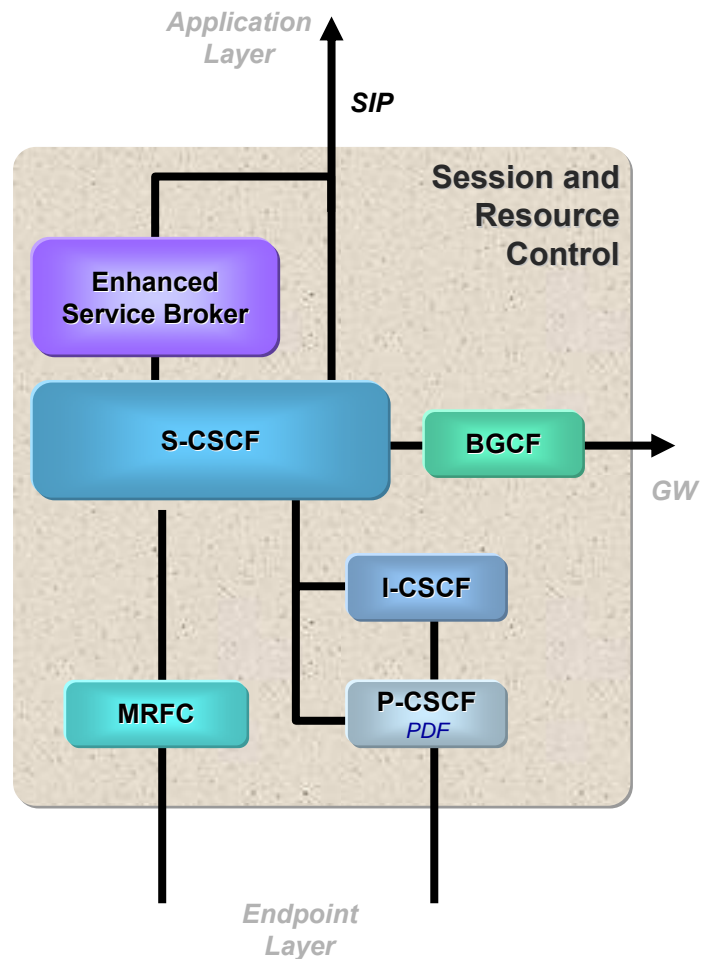 Application
Layer
SIP
Session and
Resource
Control
Enhanced
Service Broker
S-CSCF
BGCF
GW
I-CSCF
MRFC
P-CSCF
PDF
Endpoint
Layer